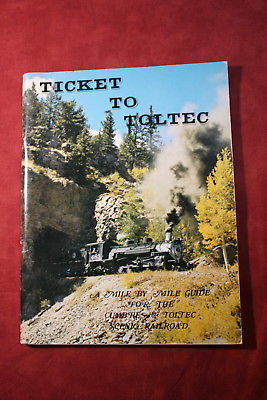 TICKET
TO
TOLTEC
A MILE BY MILE GUIDE
"FOR THE"
CUMBRES & TOLTEC
SCENIC RAILROAD